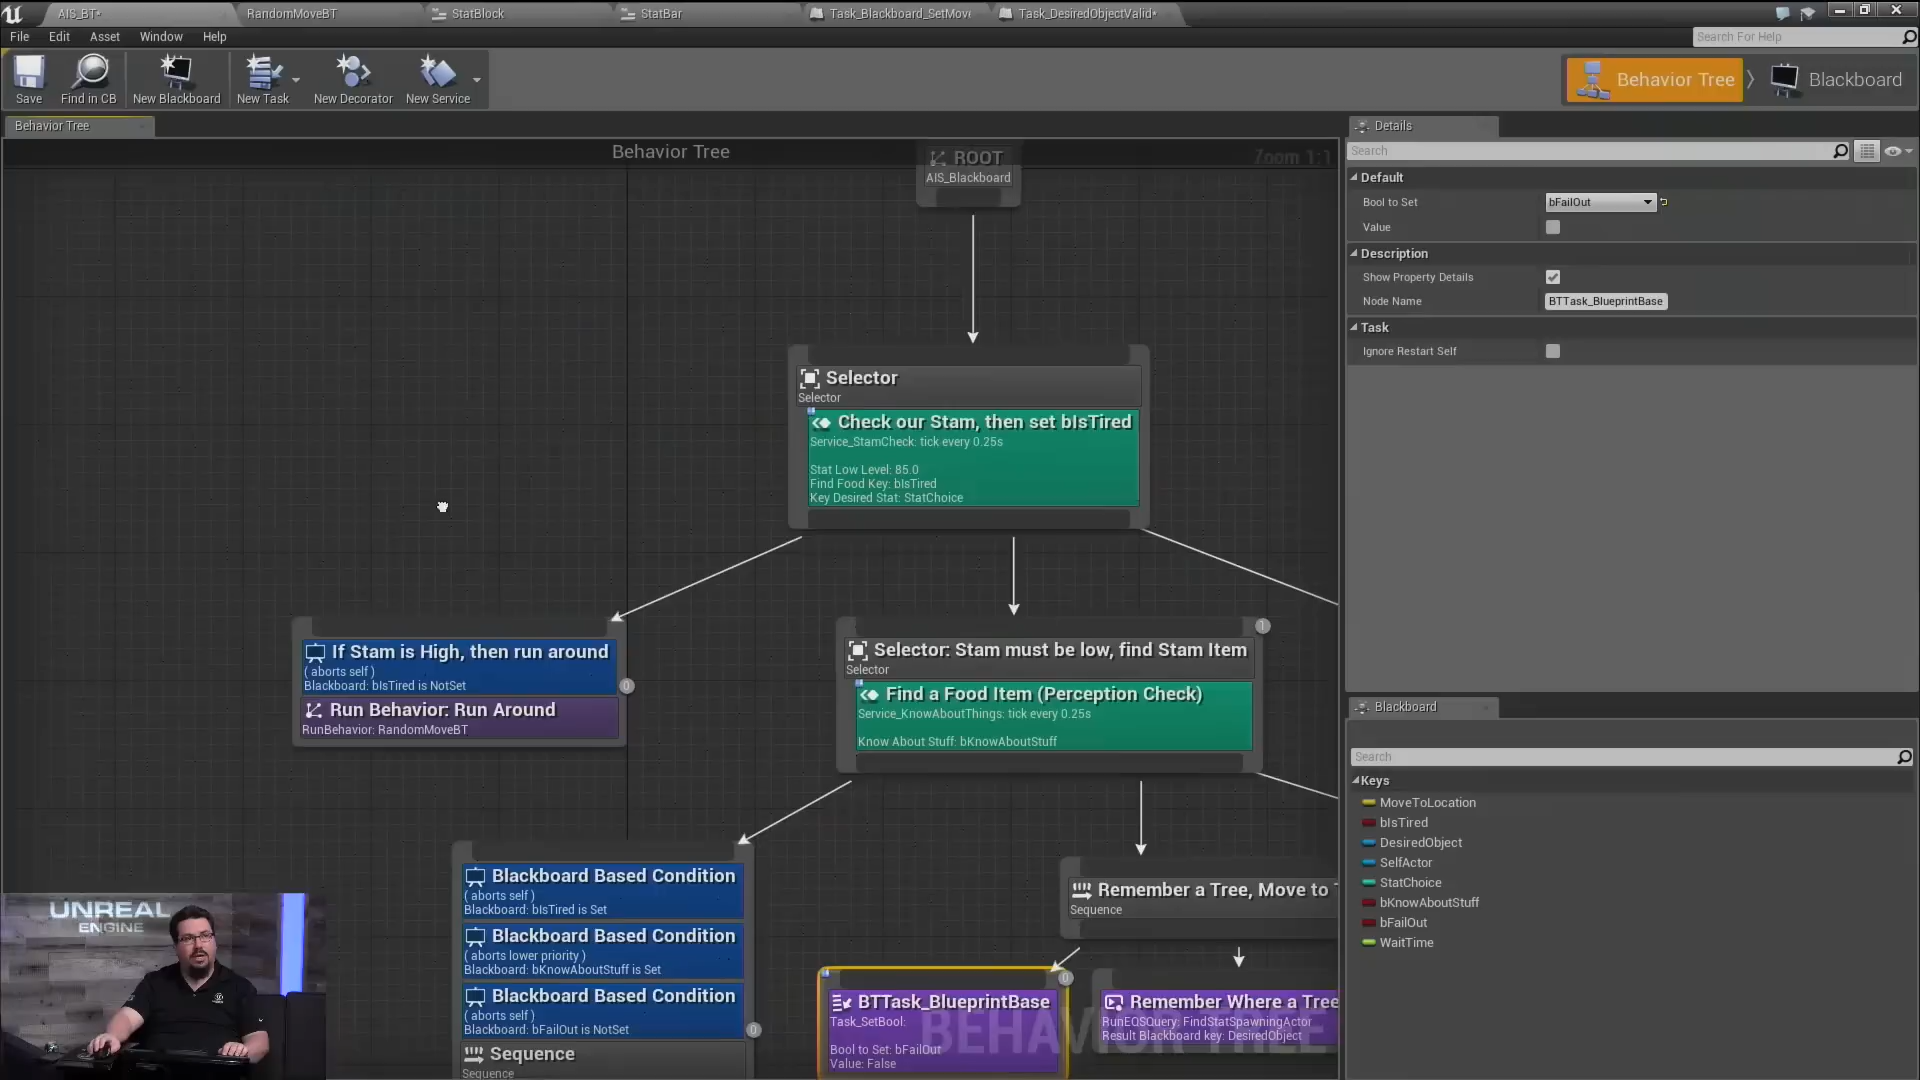 AIS_BT*
RandomMoveBT
StatBlock
StatBar
Task_Blackboard_SetMov
Task_DesiredObjectValid*
File
Edit
Asset
Window
Help
Search For Help
Save
Find in CB
New Blackboard
New Task
New Decorator
New Service
Behavior Tree
Blackboard
Behavior Tree
Behavior Tree
Zoom 1:1
ROOT
AIS_Blackboard
Selector
Selector
Check our Stam, then set bIsTired
Service_StamCheck: tick every 0.25s
Stat Low Level: 85.0
Find Food Key: bIsTired
Key Desired Stat: StatChoice
If Stam is High, then run around
( aborts self )
Blackboard: bIsTired is NotSet
0
Run Behavior: Run Around
RunBehavior: RandomMoveBT
1
Selector: Stam must be low, find Stam Item
Selector
Find a Food Item (Perception Check)
Service_KnowAboutThings: tick every 0.25s
Know About Stuff: bKnowAboutStuff
Blackboard Based Condition
( aborts self )
Blackboard: bIsTired is Set
Blackboard Based Condition
( aborts lower priority )
Blackboard: bKnowAboutStuff is Set
Blackboard Based Condition
( aborts self )
Blackboard: bFailOut is NotSet
0
Sequence
Sequence
Remember a Tree, Move to T
Sequence
0
BTTask_BlueprintBase
Task_SetBool:
Bool to Set: bFailOut
Value: False
Remember Where a Tree
RunEQSQuery: FindStatSpawningActor
Result Blackboard key: DesiredObject
BEHAVIOR TREE
Details
Search
Default
Bool to Set
bFailOut
Value
Description
Show Property Details
Node Name
BTTask_BlueprintBase
Task
Ignore Restart Self
Blackboard
Search
Keys
MoveToLocation
bIsTired
DesiredObject
SelfActor
StatChoice
bKnowAboutStuff
bFailOut
WaitTime
UNREAL
ENGINE